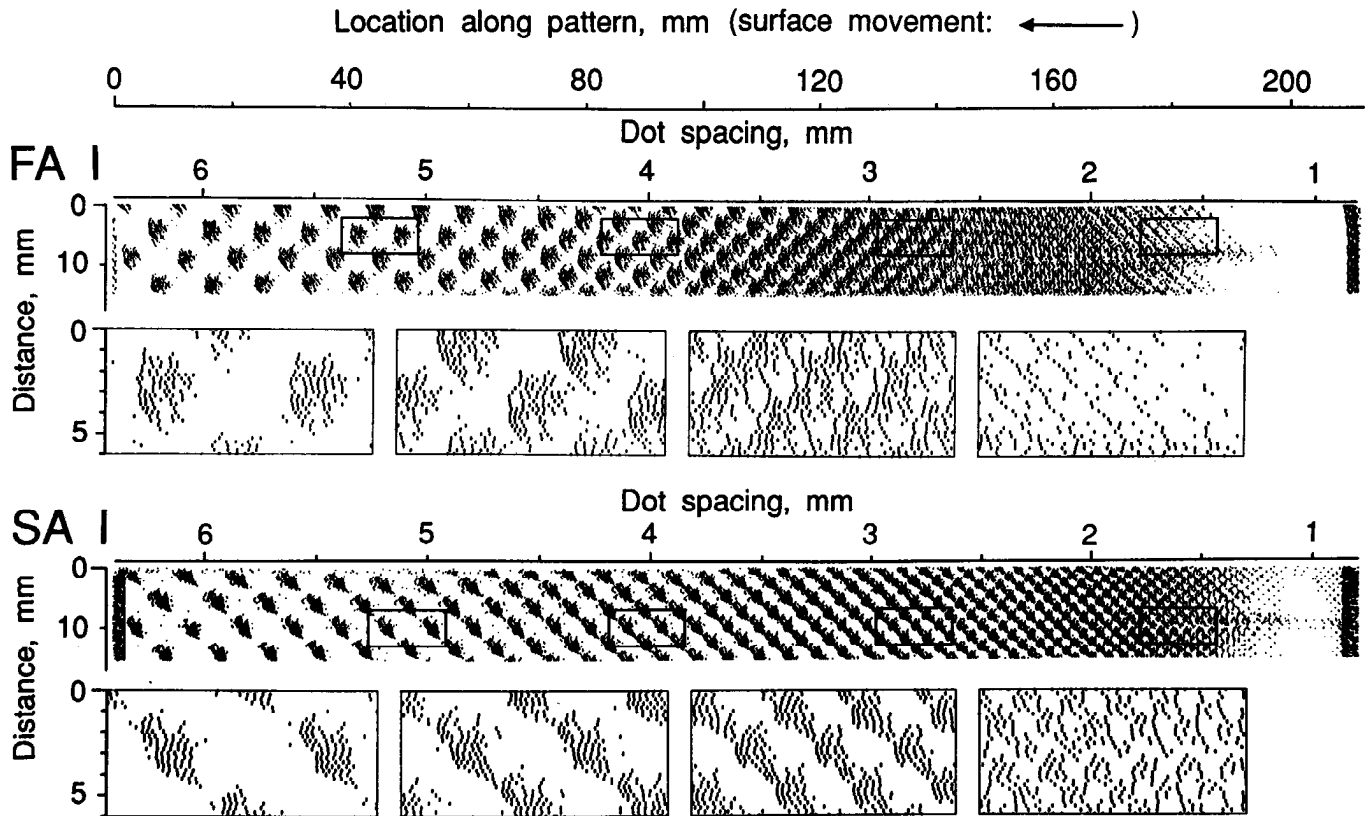 Location along pattern, mm (surface movement: ← )
0 40 80 120 160 200
Dot spacing, mm
FA I
6 5 4 3 2 1
0
10
Distance, mm
0
5
Distance, mm
Dot spacing, mm
SA I
6 5 4 3 2 1
0
10
Distance, mm
0
5